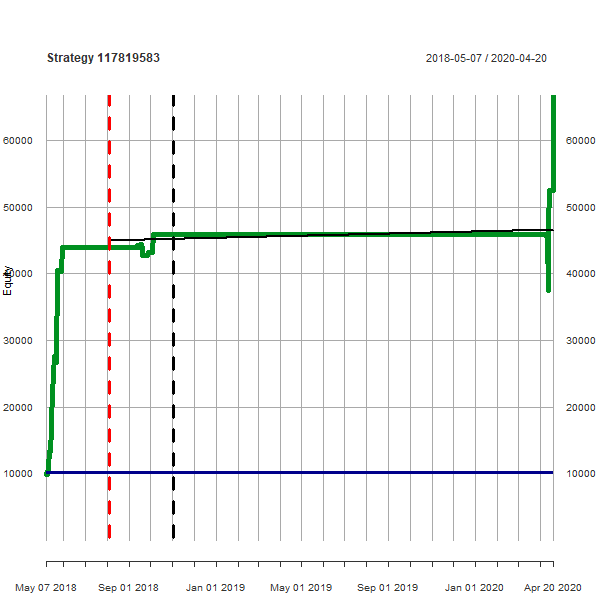 Strategy 117819583
2018-05-07 / 2020-04-20
60000
60000
50000
50000
40000
40000
Equity
30000
30000
20000
20000
10000
10000
May 07 2018
Sep 01 2018
Jan 01 2019
May 01 2019
Sep 01 2019
Jan 01 2020
Apr 20 2020